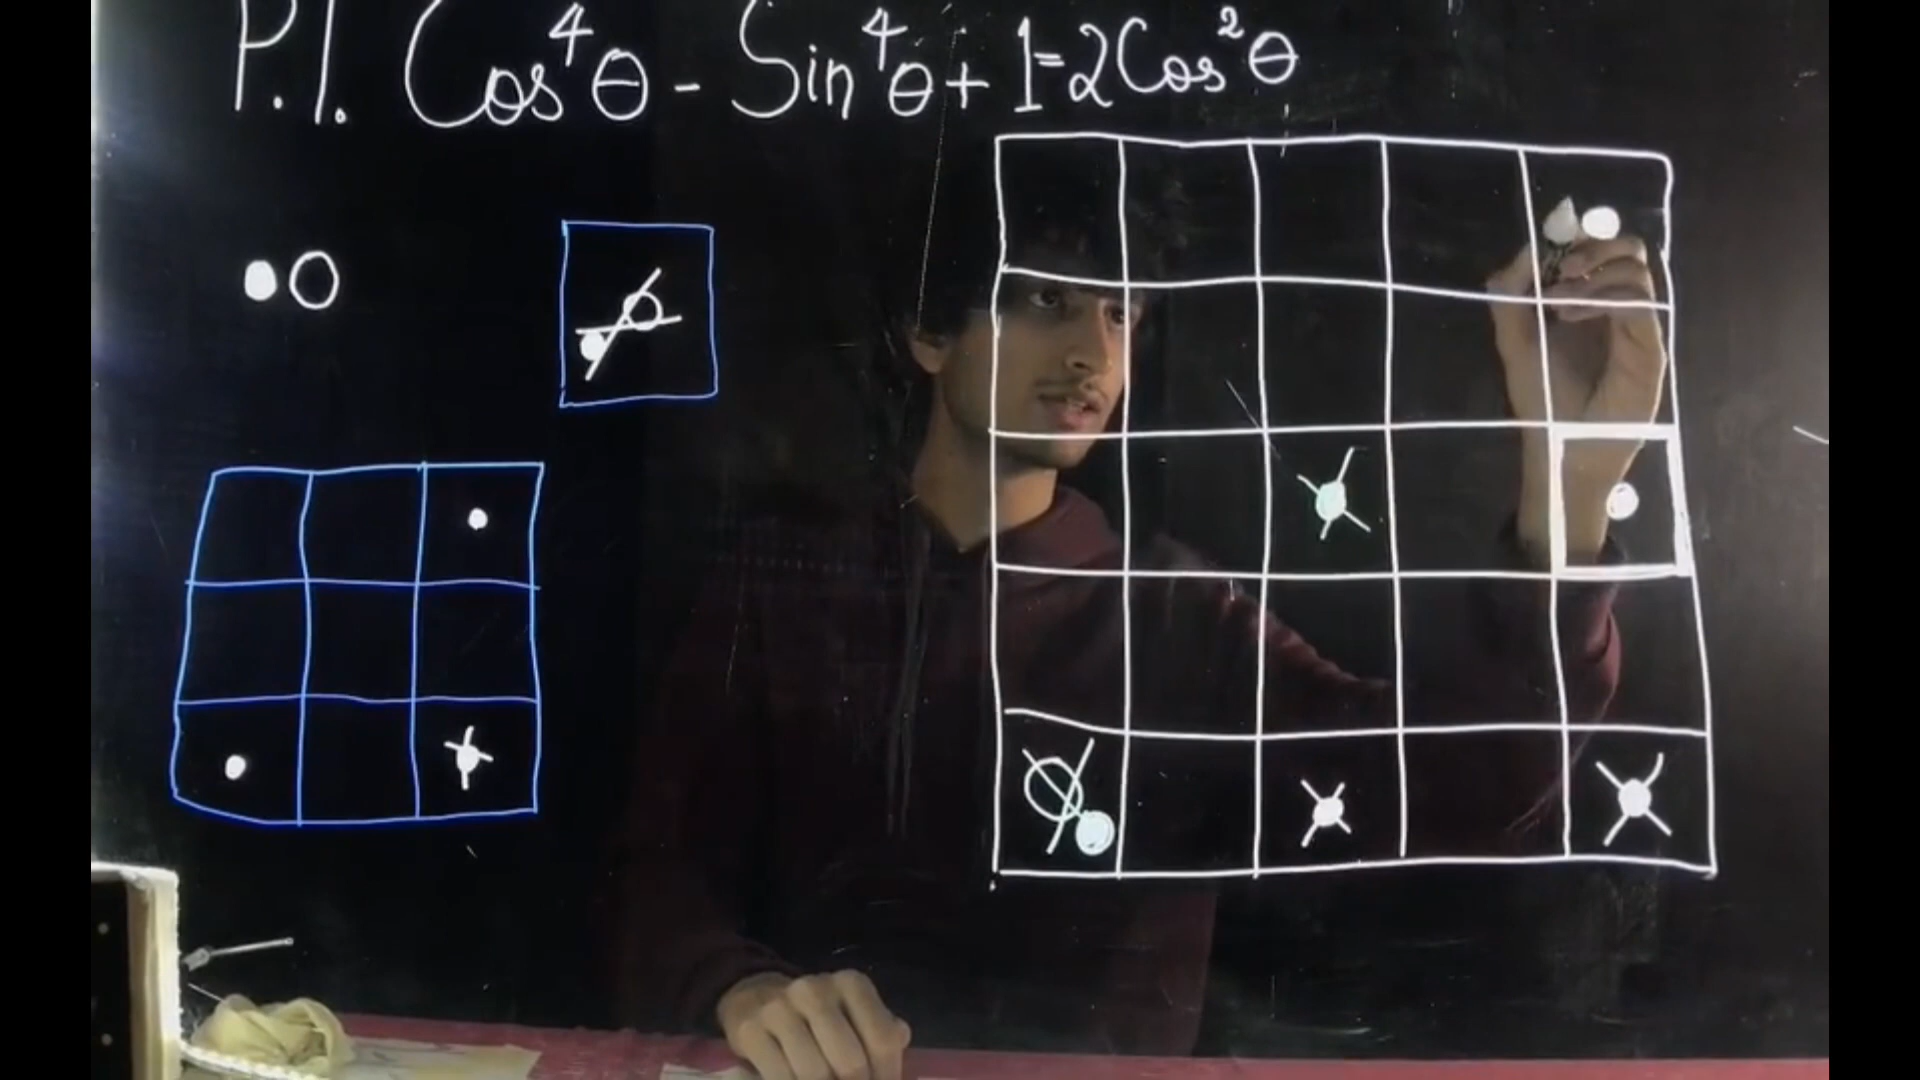 P.T. Cos⁴θ - Sin⁴θ + 1 = 2Cos²θ